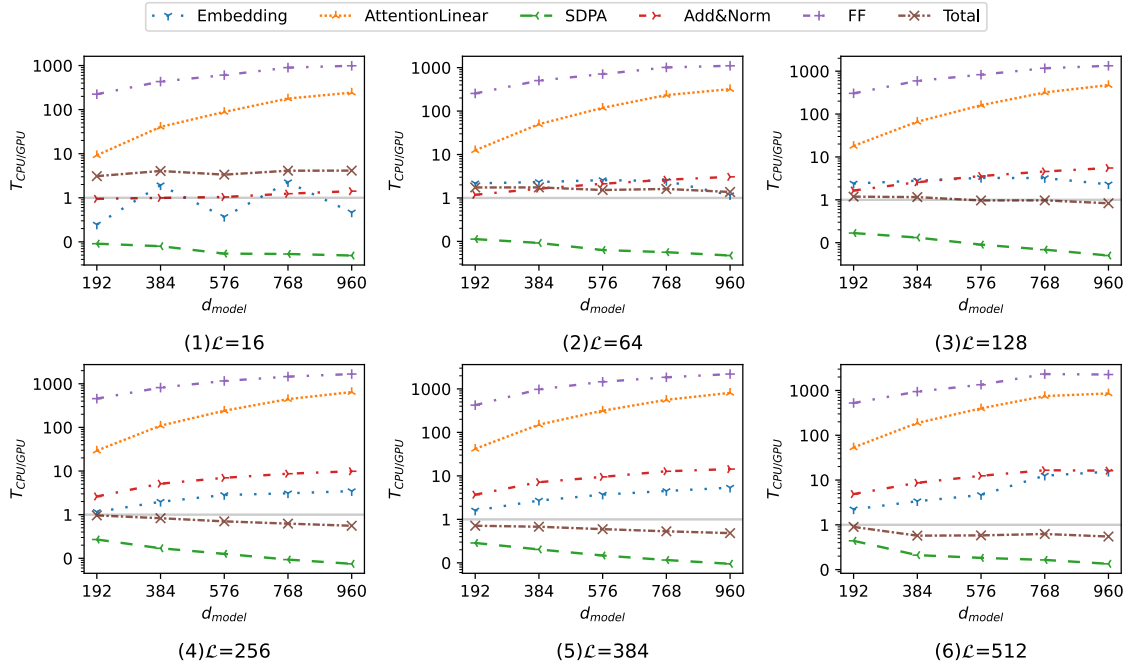 Embedding AttentionLinear SDPA Add&Norm FF Total
T_CPU/GPU
1000
100
10
1
0
192 384 576 768 960
d_model
(1)ℒ=16
T_CPU/GPU
1000
100
10
1
0
192 384 576 768 960
d_model
(2)ℒ=64
T_CPU/GPU
1000
100
10
1
0
192 384 576 768 960
d_model
(3)ℒ=128
T_CPU/GPU
1000
100
10
1
0
192 384 576 768 960
d_model
(4)ℒ=256
T_CPU/GPU
1000
100
10
1
0
192 384 576 768 960
d_model
(5)ℒ=384
T_CPU/GPU
1000
100
10
1
0
192 384 576 768 960
d_model
(6)ℒ=512